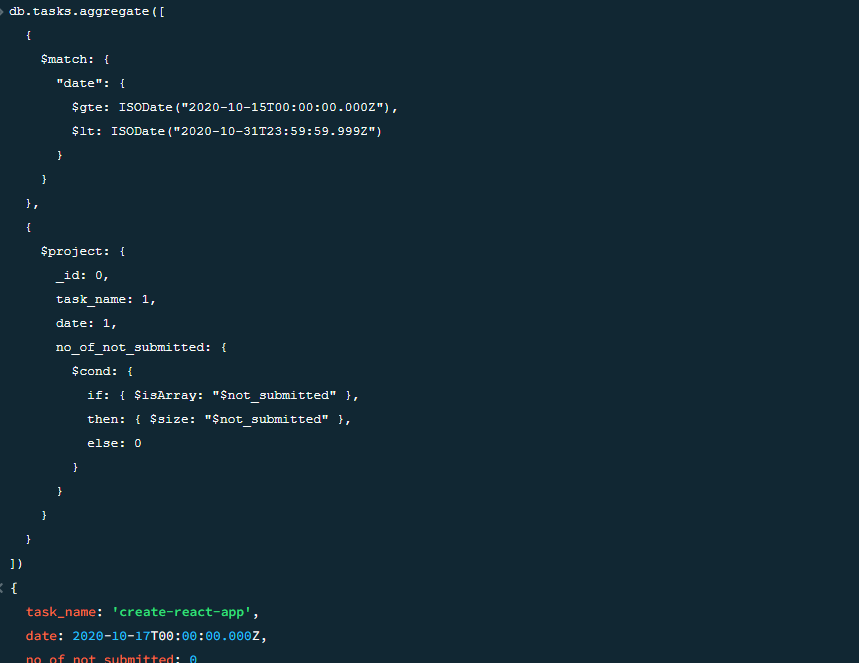 db.tasks.aggregate([
{
$match: {
"date": {
$gte: ISODate("2020-10-15T00:00:00.000Z"),
$lt: ISODate("2020-10-31T23:59:59.999Z")
}
}
},
{
$project: {
_id: 0,
task_name: 1,
date: 1,
no_of_not_submitted: {
$cond: {
if: { $isArray: "$not_submitted" },
then: { $size: "$not_submitted" },
else: 0
}
}
}
}
])
{
task_name: 'create-react-app',
date: 2020-10-17T00:00:00.000Z,
no_of_not_submitted: 0